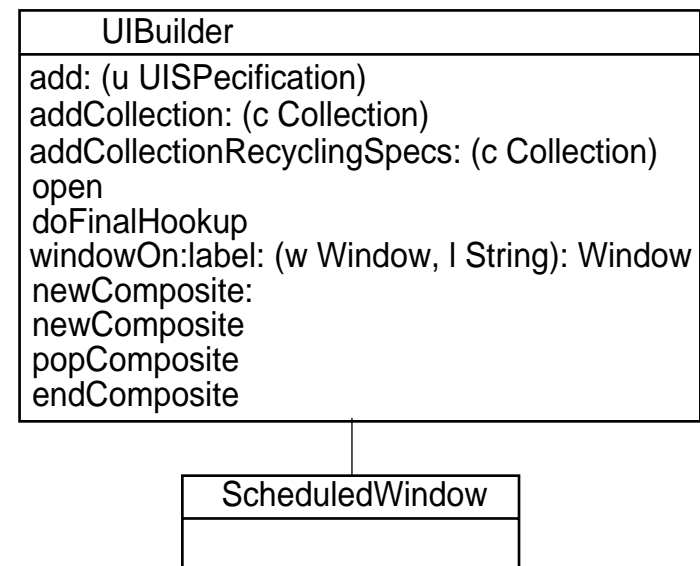 UIBuilder
add: (u UISPecification)
addCollection: (c Collection)
addCollectionRecyclingSpecs: (c Collection)
open
doFinalHookup
windowOn:label: (w Window, l String): Window
newComposite:
newComposite
popComposite
endComposite
ScheduledWindow